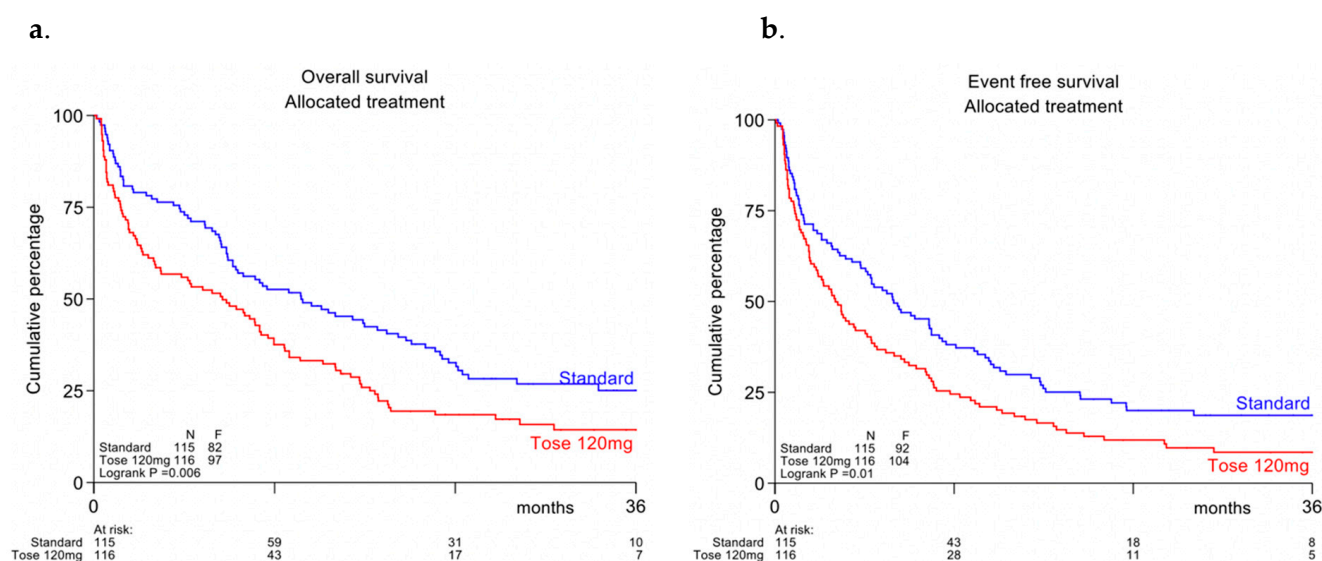 a.
Overall survival
Allocated treatment
100
75
50
25
0
Cumulative percentage
Standard
Tose 120mg
N F
Standard 115 82
Tose 120mg 116 97
Logrank P =0.006
0 months 36
At risk:
Standard 115 59 31 10
Tose 120mg 116 43 17 7
b.
Event free survival
Allocated treatment
100
75
50
25
0
Cumulative percentage
Standard
Tose 120mg
N F
Standard 115 92
Tose 120mg 116 104
Logrank P =0.01
0 months 36
At risk:
Standard 115 43 18 8
Tose 120mg 116 28 11 5